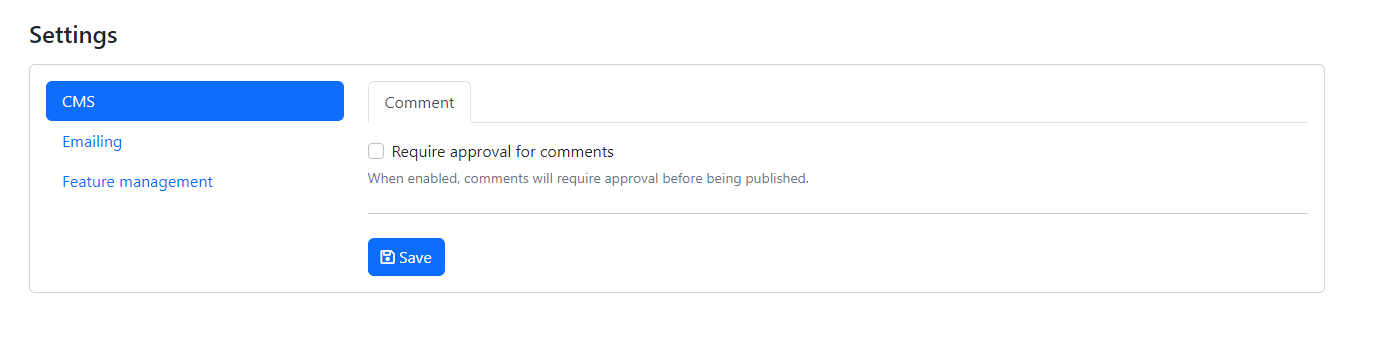 Settings
CMS
Emailing
Feature management
Comment
Require approval for comments
When enabled, comments will require approval before being published.
Save